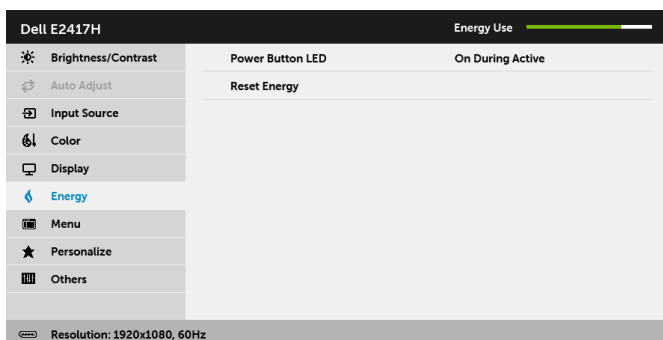 Dell E2417H Energy Use
Brightness/Contrast Power Button LED On During Active
Auto Adjust Reset Energy
Input Source
Color
Display
Energy
Menu
Personalize
Others
Resolution: 1920x1080, 60Hz